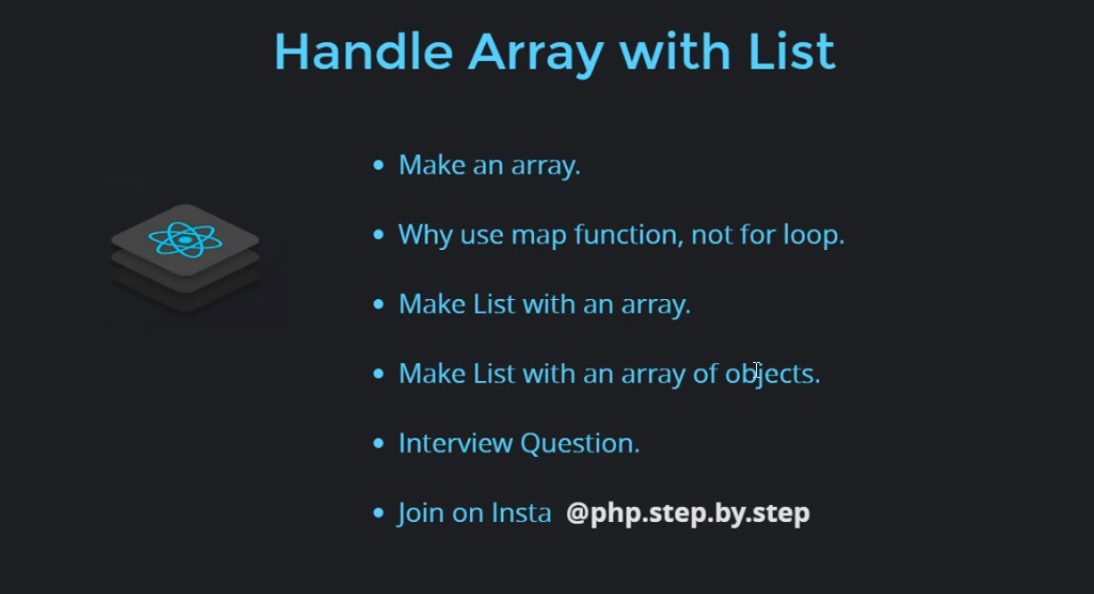 Handle Array with List
Make an array.
Why use map function, not for loop.
Make List with an array.
Make List with an array of objects.
Interview Question.
Join on Insta @php.step.by.step